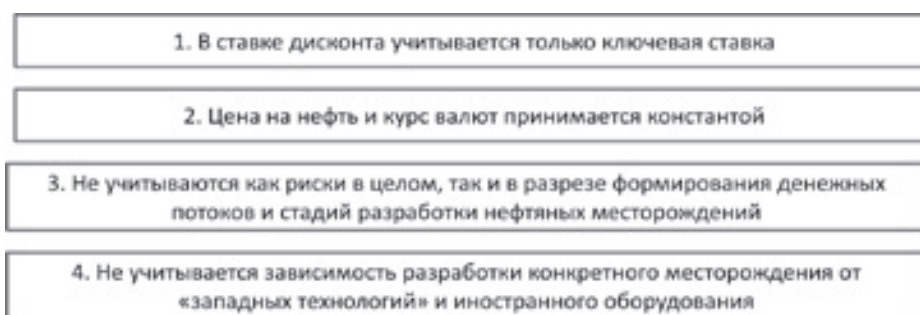 1. В ставке дисконта учитывается только ключевая ставка
2. Цена на нефть и курс валют принимается константой
3. Не учитываются как риски в целом, так и в разрезе формирования денежных
потоков и стадий разработки нефтяных месторождений
4. Не учитывается зависимость разработки конкретного месторождения от
«западных технологий» и иностранного оборудования